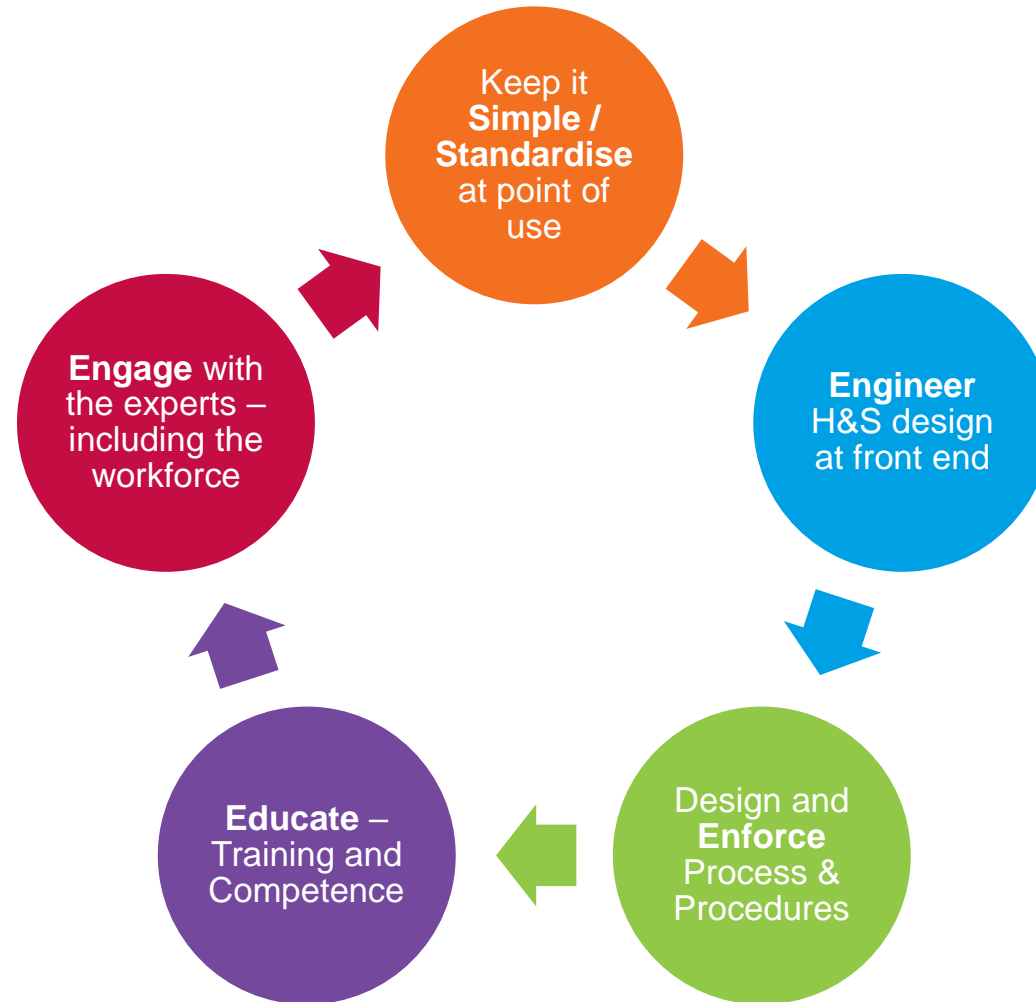 Keep it
Simple /
Standardise
at point of
use
Engineer
H&S design
at front end
Design and
Enforce
Process &
Procedures
Educate –
Training and
Competence
Engage with
the experts –
including the
workforce